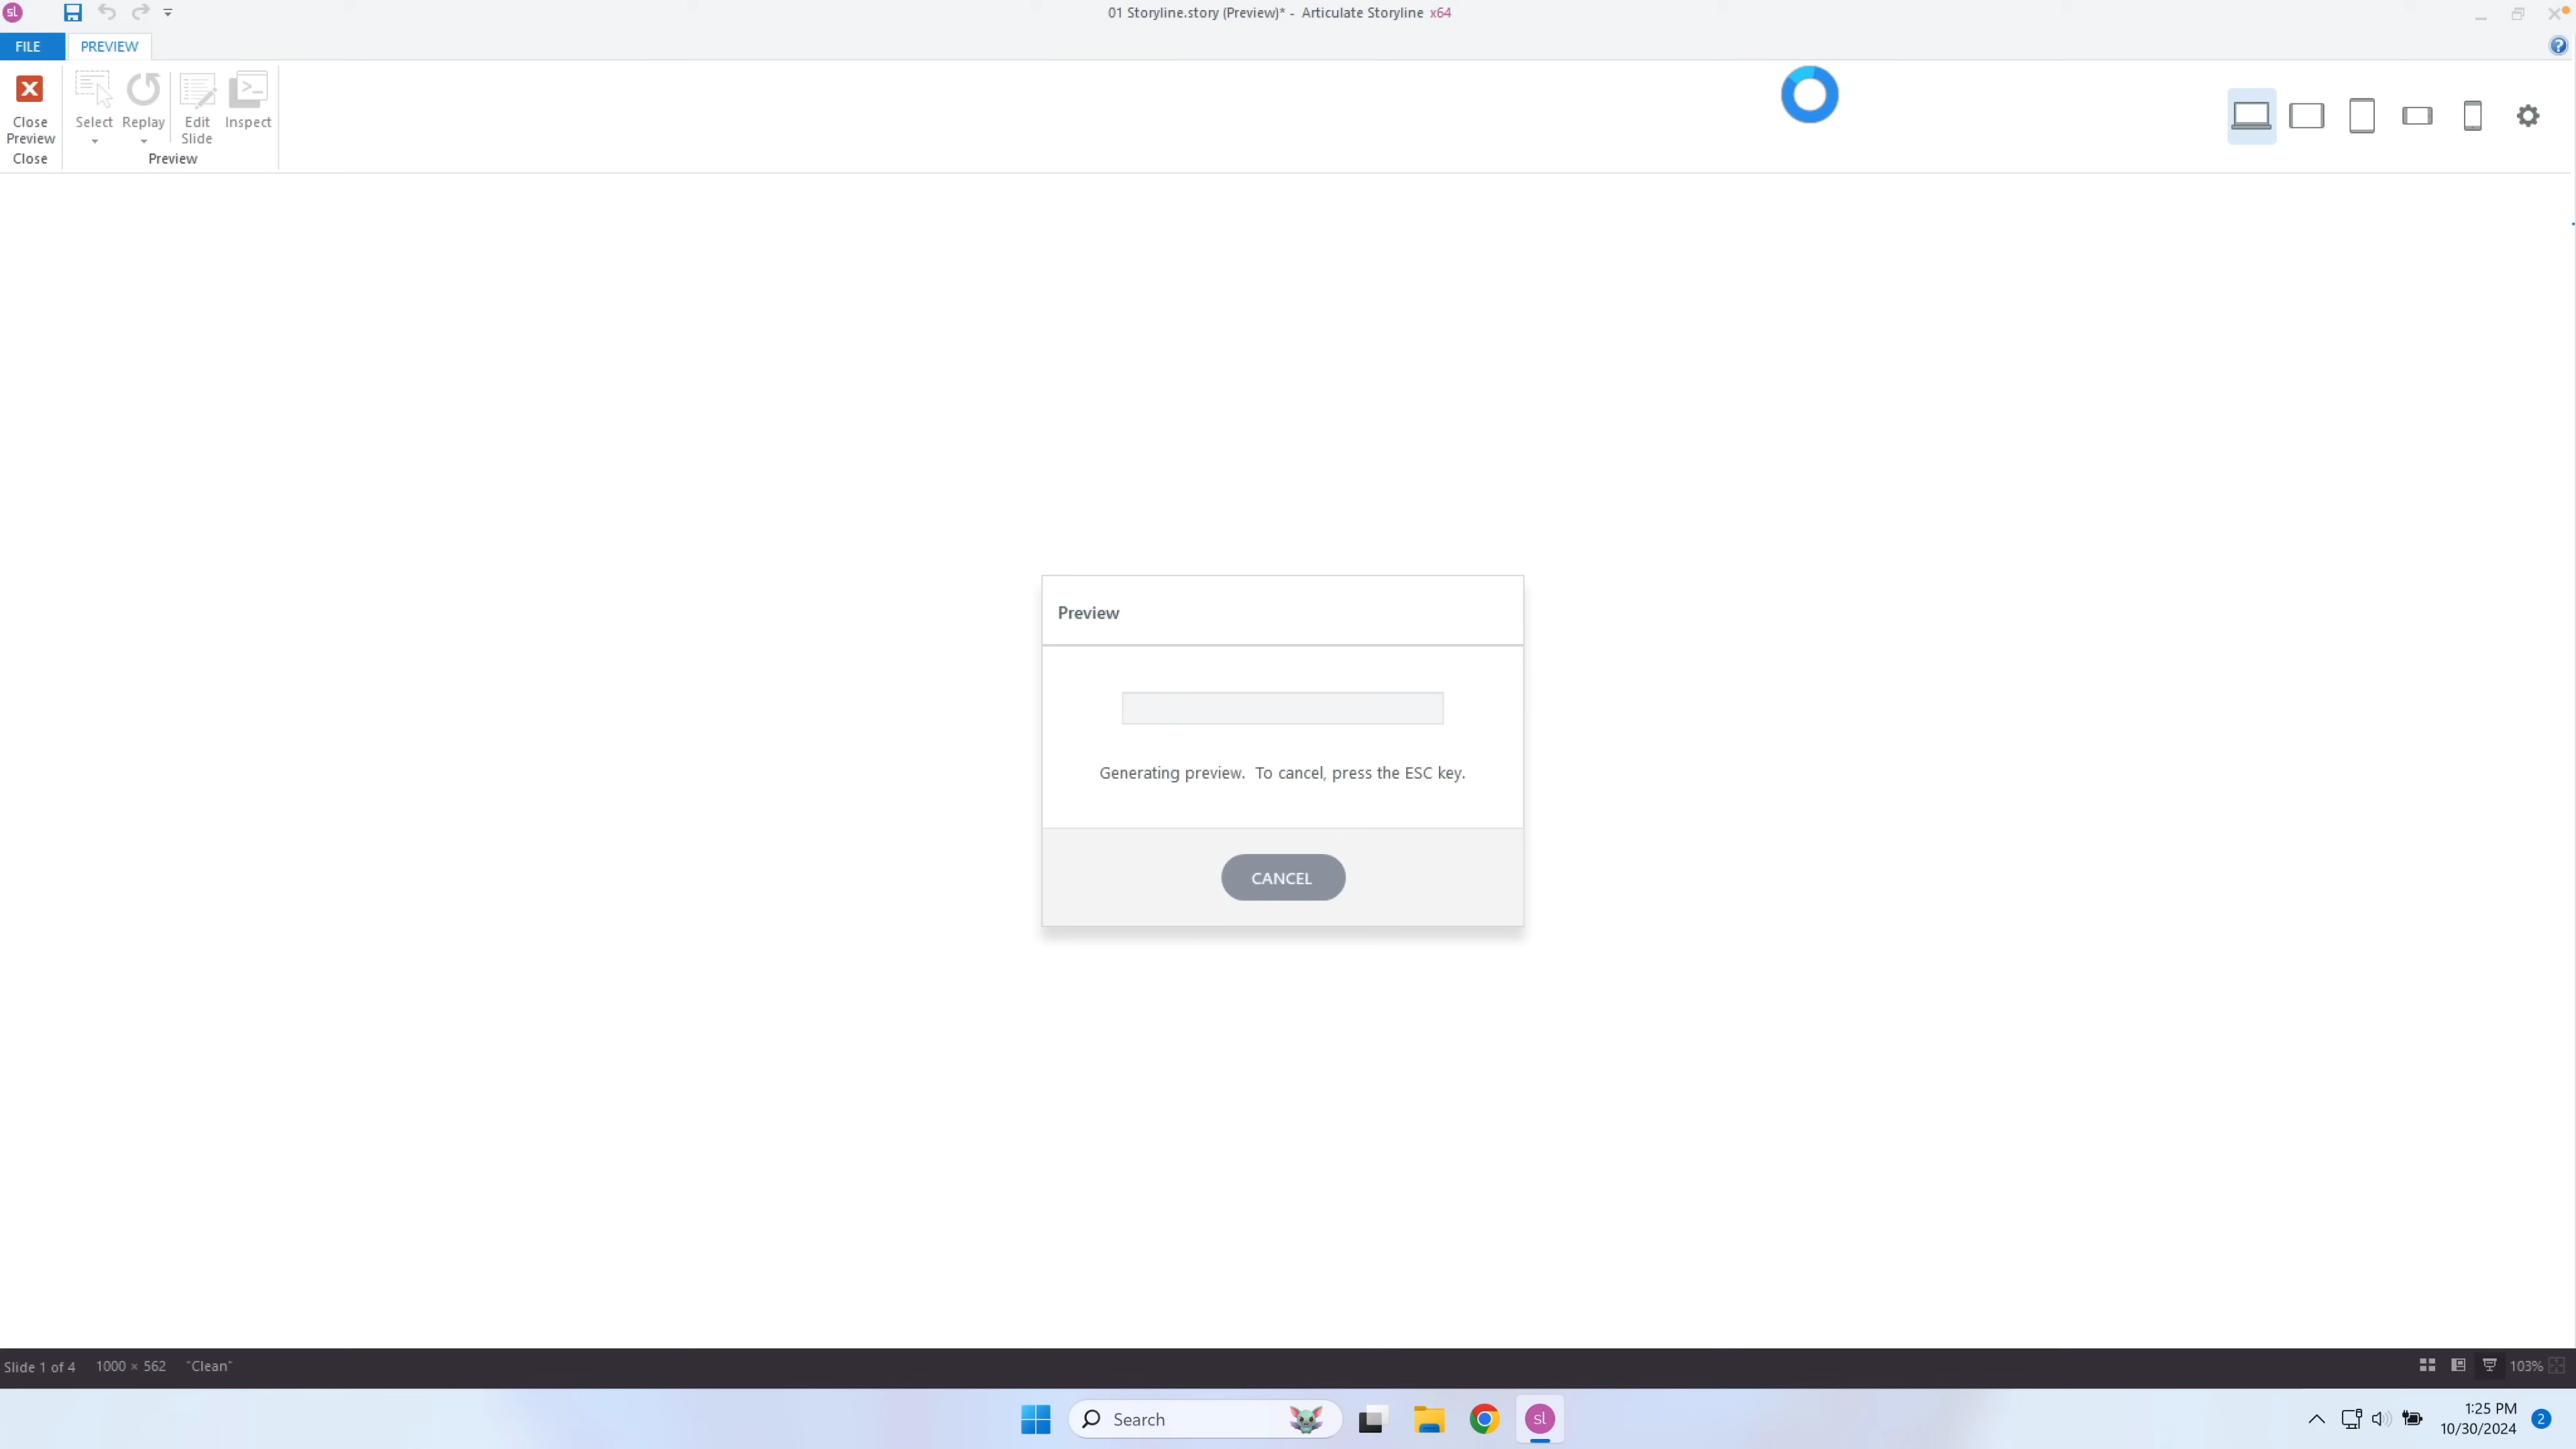 sl
01 Storyline.story (Preview)* - Articulate Storyline x64
FILE
PREVIEW
?
Close
Preview
Select
Replay
Edit
Slide
Inspect
Close
Preview
Preview
Generating preview. To cancel, press the ESC key.
CANCEL
Slide 1 of 4
1000 × 562
"Clean"
103%
Search
sl
1:25 PM
10/30/2024
2